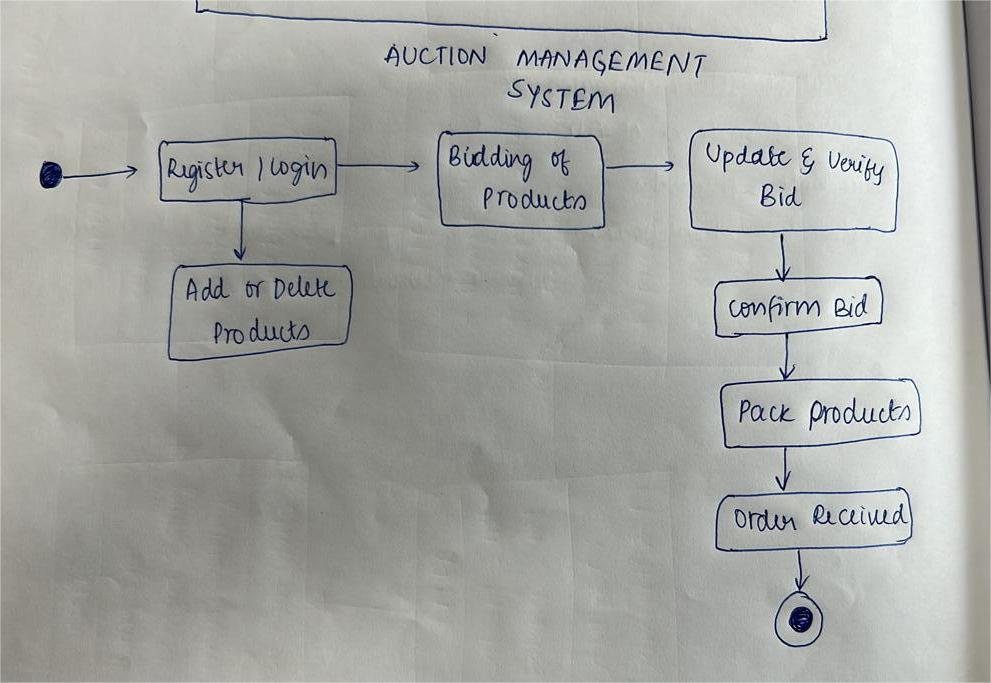 AUCTION MANAGEMENT
SYSTEM
Register / Login
Bidding of
Products
Update & Verify
Bid
Add or Delete
Products
Confirm Bid
Pack Products
Order Received